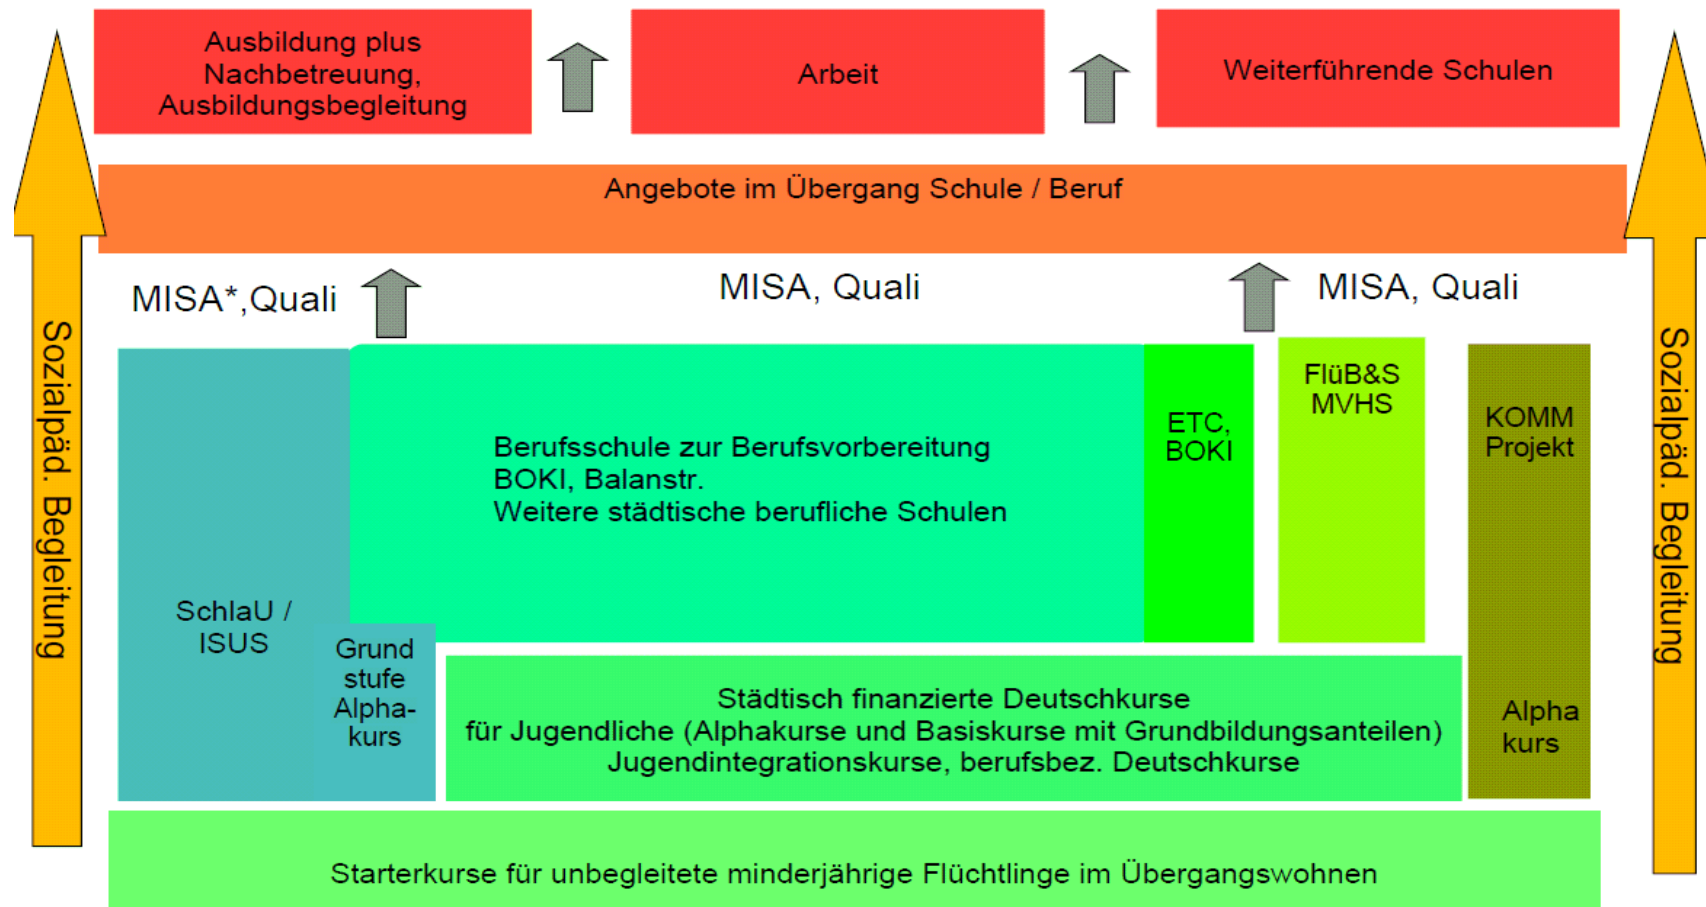 Ausbildung plus
Nachbetreuung,
Ausbildungsbegleitung
Arbeit
Weiterführende Schulen
Angebote im Übergang Schule / Beruf
MISA*,Quali
MISA, Quali
MISA, Quali
Sozialpäd. Begleitung
Sozialpäd. Begleitung
Berufsschule zur Berufsvorbereitung
BOKI, Balanstr.
Weitere städtische berufliche Schulen
ETC,
BOKI
FlüB&S
MVHS
KOMM
Projekt
SchlaU /
ISUS
Grund
stufe
Alpha-
kurs
Städtisch finanzierte Deutschkurse
für Jugendliche (Alphakurse und Basiskurse mit Grundbildungsanteilen)
Jugendintegrationskurse, berufsbez. Deutschkurse
Alpha
kurs
Starterkurse für unbegleitete minderjährige Flüchtlinge im Übergangswohnen